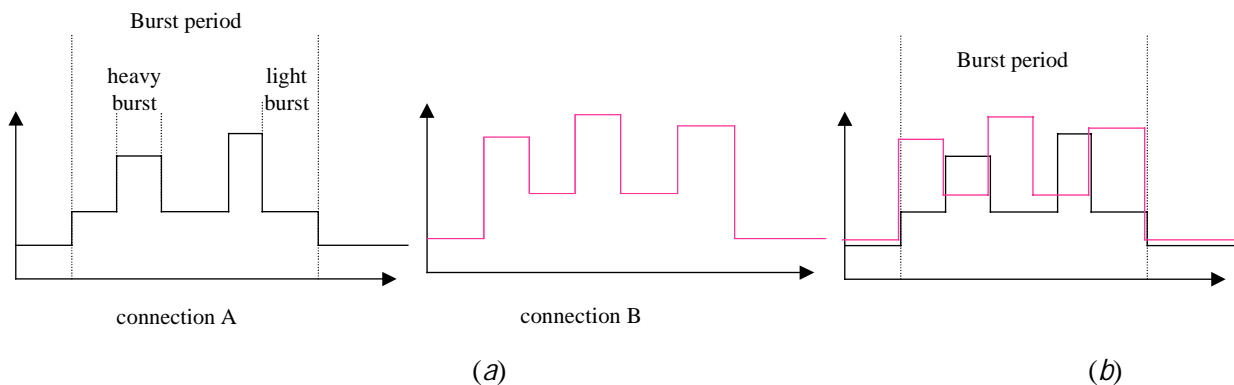 Burst period
heavy
burst
light
burst
connection A
connection B
(a)
Burst period
(b)